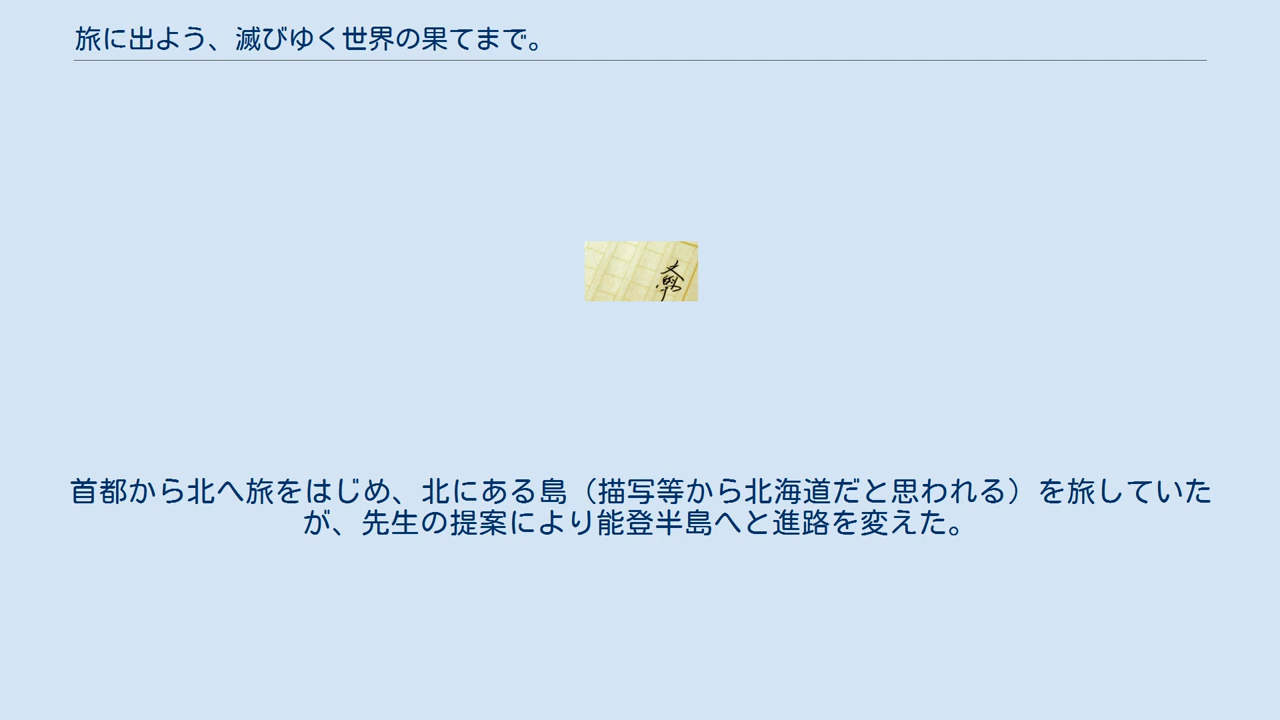 旅に出よう、滅びゆく世界の果てまで。
首都から北へ旅をはじめ、北にある島（描写等から北海道だと思われる）を旅していた
が、先生の提案により能登半島へと進路を変えた。